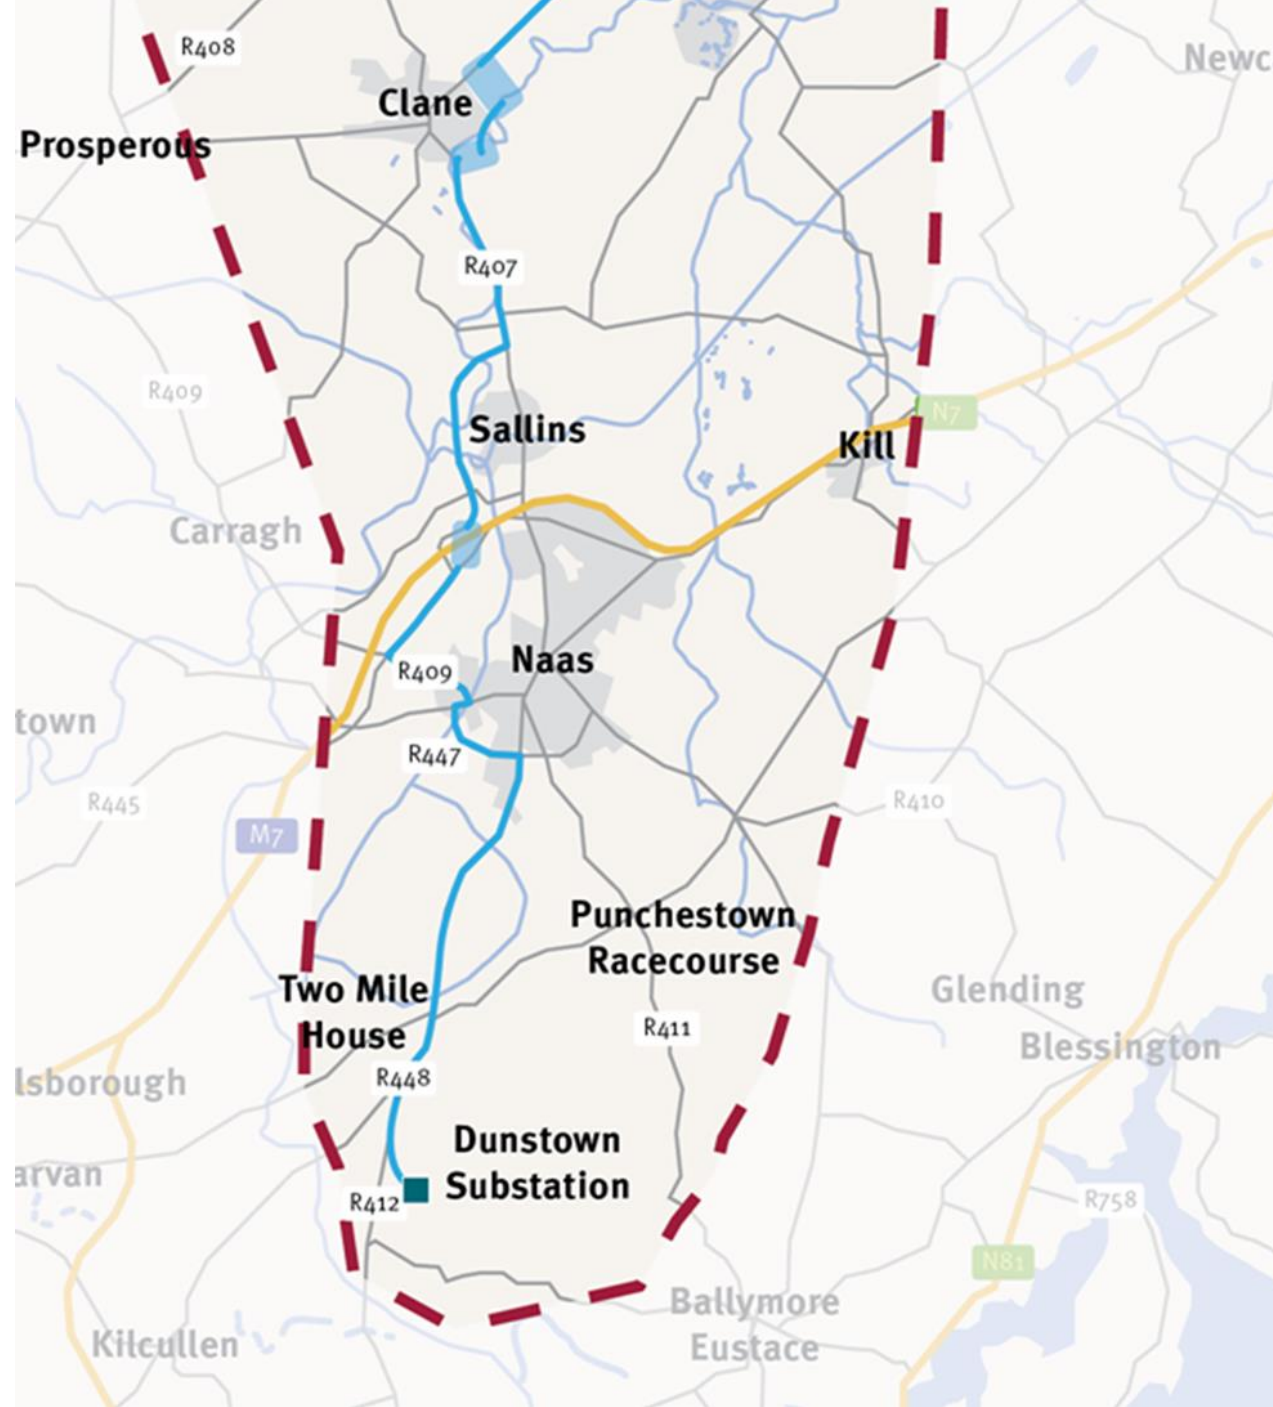 R408
Newc
Clane
Prosperous
R407
R409
Sallins
N7
Kill
Carragh
Naas
R409
town
R447
R445
R410
M7
Punchestown
Racecourse
Two Mile
House
Glending
R411
Blessington
R448
lsborough
Dunstown
Substation
arvan
R412
R758
N81
Ballymore
Eustace
Kilcullen